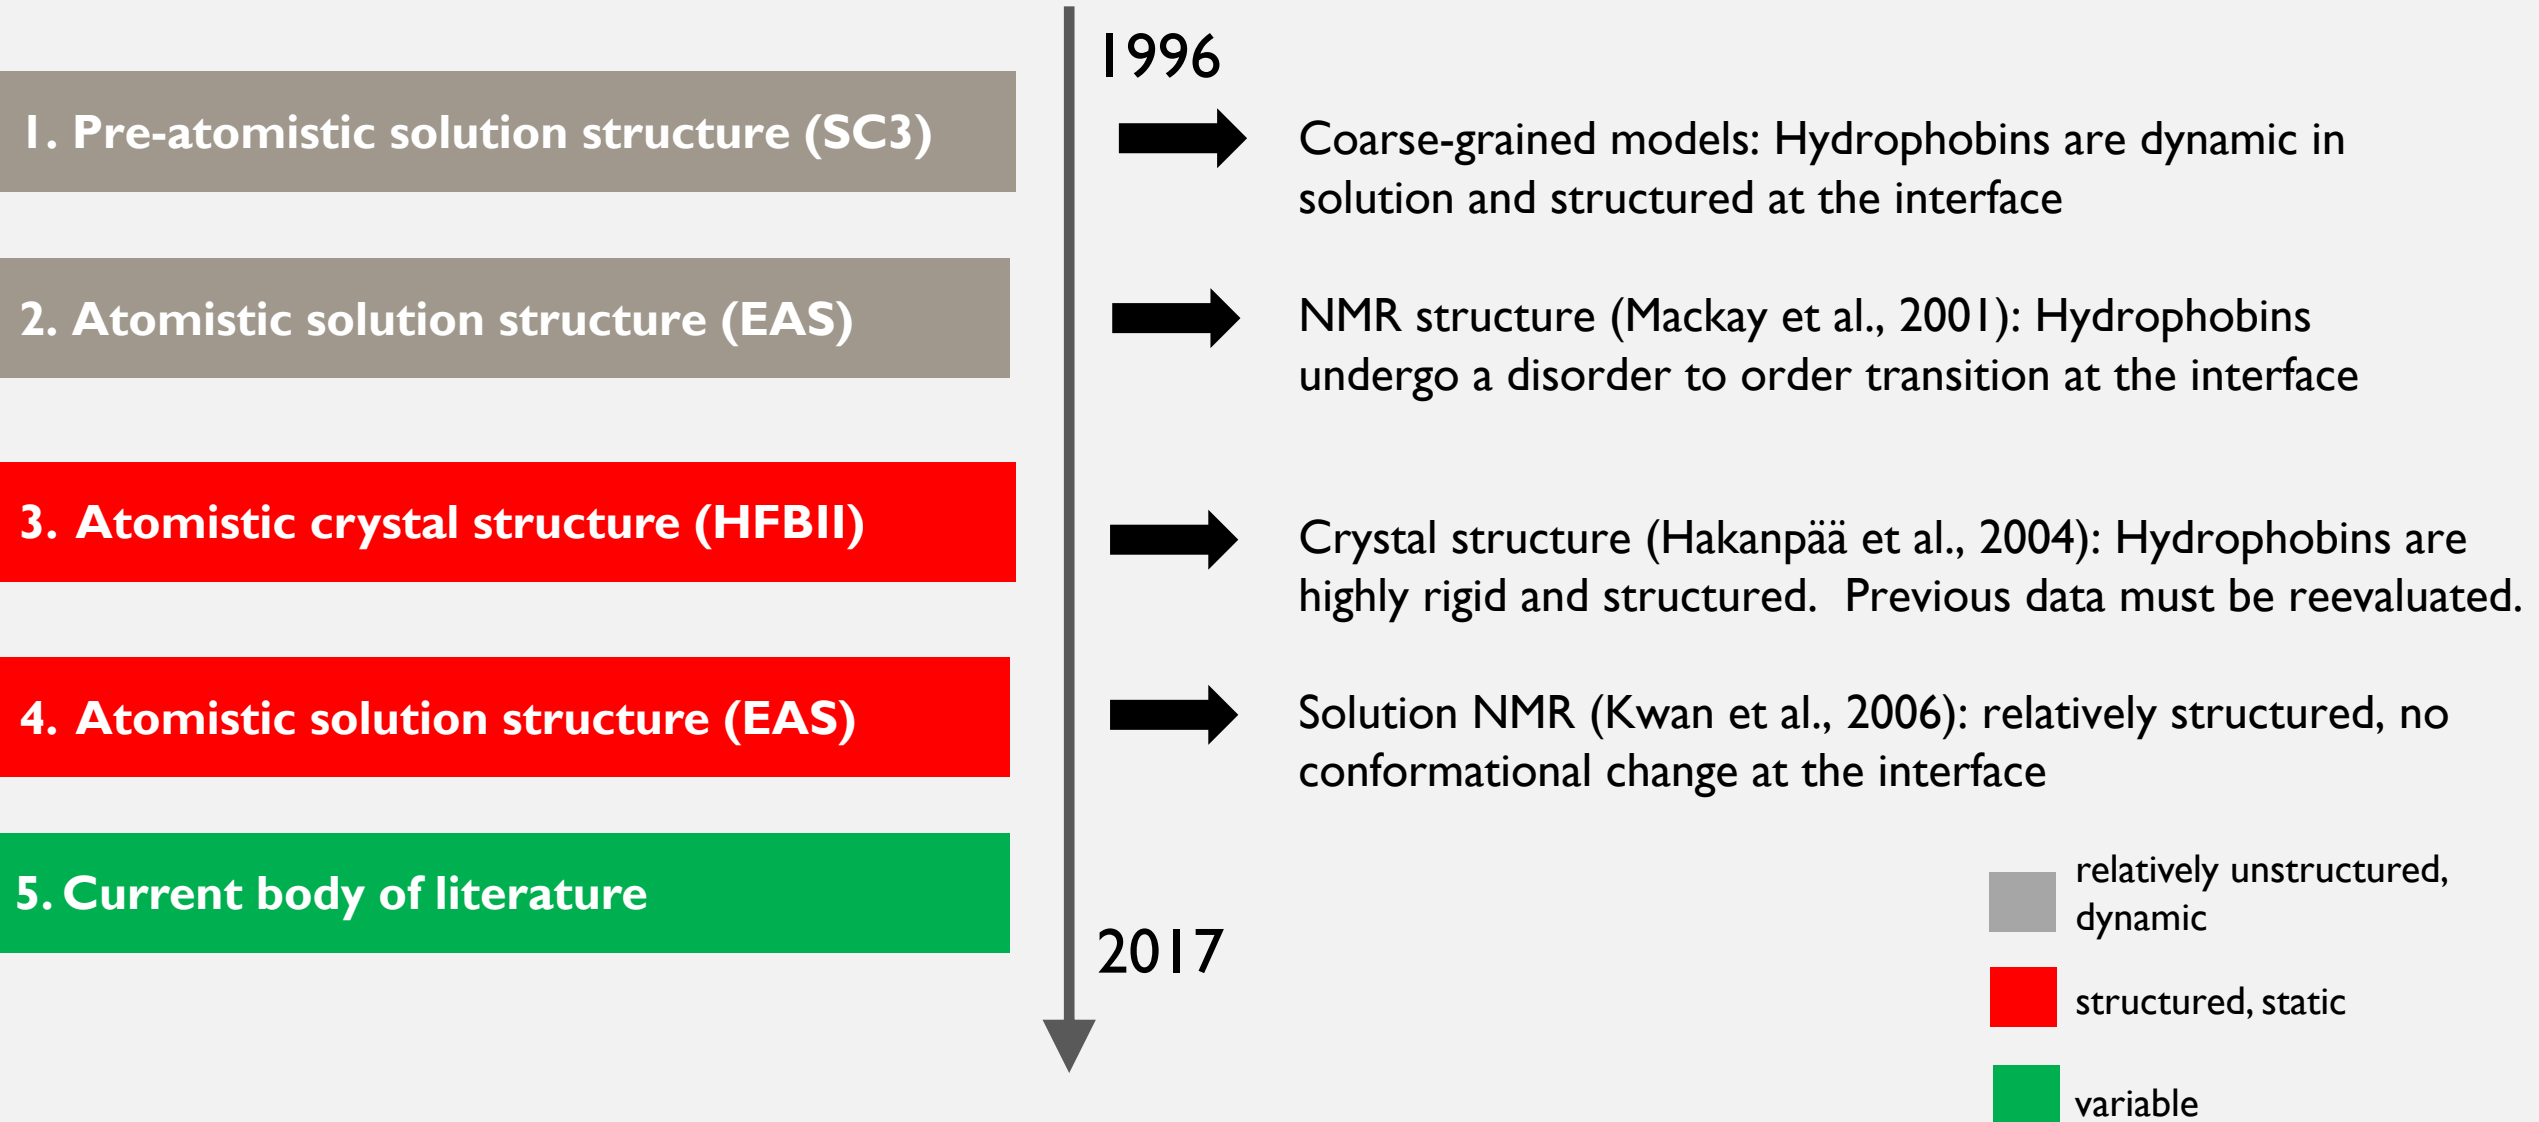 1996
1. Pre-atomistic solution structure (SC3)
Coarse-grained models: Hydrophobins are dynamic in
solution and structured at the interface
2. Atomistic solution structure (EAS)
NMR structure (Mackay et al., 2001): Hydrophobins
undergo a disorder to order transition at the interface
3. Atomistic crystal structure (HFBII)
Crystal structure (Hakanpää et al., 2004): Hydrophobins are
highly rigid and structured. Previous data must be reevaluated.
4. Atomistic solution structure (EAS)
Solution NMR (Kwan et al., 2006): relatively structured, no
conformational change at the interface
5. Current body of literature
2017
relatively unstructured,
dynamic
structured, static
variable